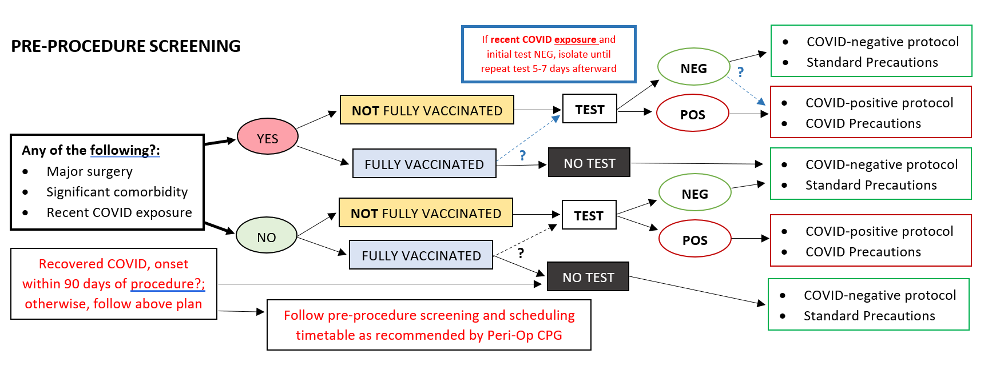 PRE-PROCEDURE SCREENING
If recent COVID exposure and
initial test NEG, isolate until
repeat test 5-7 days afterward
Any of the following?:
• Major surgery
• Significant comorbidity
• Recent COVID exposure
YES
NOT FULLY VACCINATED
FULLY VACCINATED
?
TEST
NO TEST
NEG
?
POS
• COVID-negative protocol
• Standard Precautions
• COVID-positive protocol
• COVID Precautions
• COVID-negative protocol
• Standard Precautions
NO
NOT FULLY VACCINATED
FULLY VACCINATED
?
TEST
NO TEST
NEG
POS
• COVID-positive protocol
• COVID Precautions
• COVID-negative protocol
• Standard Precautions
Recovered COVID, onset
within 90 days of procedure?;
otherwise, follow above plan
Follow pre-procedure screening and scheduling
timetable as recommended by Peri-Op CPG